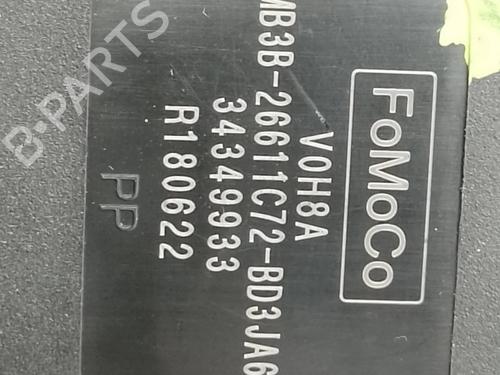 FoMoCo
MB3B-26611C72-BD3JA6
V0H8A
34349933
R180622
PP
B-PARTS